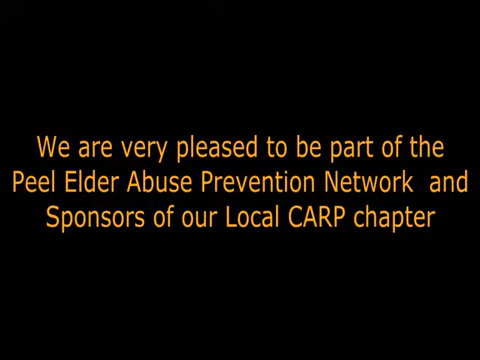 We are very pleased to be part of the
Peel Elder Abuse Prevention Network and
Sponsors of our Local CARP chapter